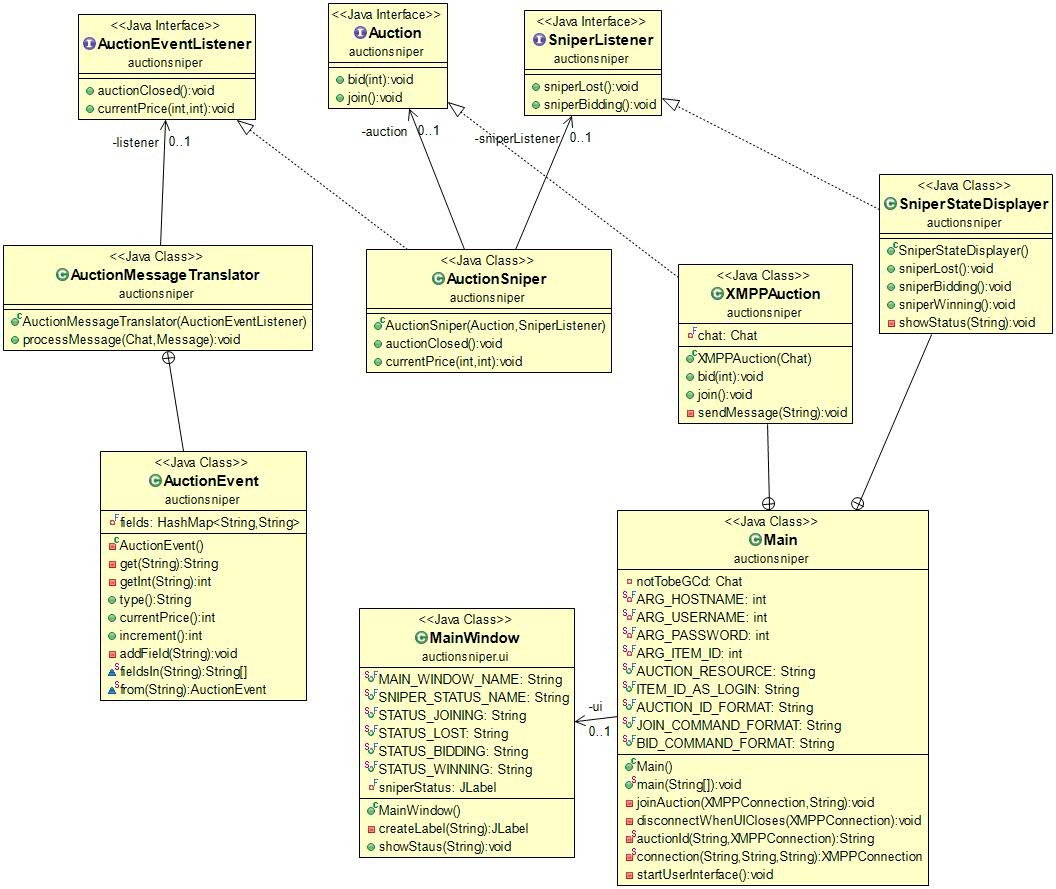 <<Java Interface>>
AuctionEventListener
auctionsniper
auctionClosed():void
currentPrice(int,int):void
<<Java Interface>>
Auction
auctionsniper
bid(int):void
join():void
<<Java Interface>>
SniperListener
auctionsniper
sniperLost():void
sniperBidding():void
-listener 0..1
-auction 0..1
-sniperListener 0..1
<<Java Class>>
SniperStateDisplayer
auctionsniper
SniperStateDisplayer()
sniperLost():void
sniperBidding():void
sniperWinning():void
showStatus(String):void
<<Java Class>>
AuctionMessageTranslator
auctionsniper
AuctionMessageTranslator(AuctionEventListener)
processMessage(Chat,Message):void
<<Java Class>>
AuctionSniper
auctionsniper
AuctionSniper(Auction,SniperListener)
auctionClosed():void
currentPrice(int,int):void
<<Java Class>>
XMPPAuction
auctionsniper
chat: Chat
XMPPAuction(Chat)
bid(int):void
join():void
sendMessage(String):void
<<Java Class>>
AuctionEvent
auctionsniper
fields: HashMap<String,String>
AuctionEvent()
get(String):String
getInt(String):int
type():String
currentPrice():int
increment():int
addField(String):void
fieldsIn(String):String[]
from(String):AuctionEvent
<<Java Class>>
MainWindow
auctionsniper.ui
MAIN_WINDOW_NAME: String
SNIPER_STATUS_NAME: String
STATUS_JOINING: String
STATUS_LOST: String
STATUS_BIDDING: String
STATUS_WINNING: String
sniperStatus: JLabel
MainWindow()
createLabel(String):JLabel
showStaus(String):void
-ui
0..1
<<Java Class>>
Main
auctionsniper
notTobeGCd: Chat
ARG_HOSTNAME: int
ARG_USERNAME: int
ARG_PASSWORD: int
ARG_ITEM_ID: int
AUCTION_RESOURCE: String
ITEM_ID_AS_LOGIN: String
AUCTION_ID_FORMAT: String
JOIN_COMMAND_FORMAT: String
BID_COMMAND_FORMAT: String
Main()
main(String[]):void
joinAuction(XMPPConnection,String):void
disconnectWhenUICloses(XMPPConnection):void
auctionId(String,XMPPConnection):String
connection(String,String,String):XMPPConnection
startUserInterface():void